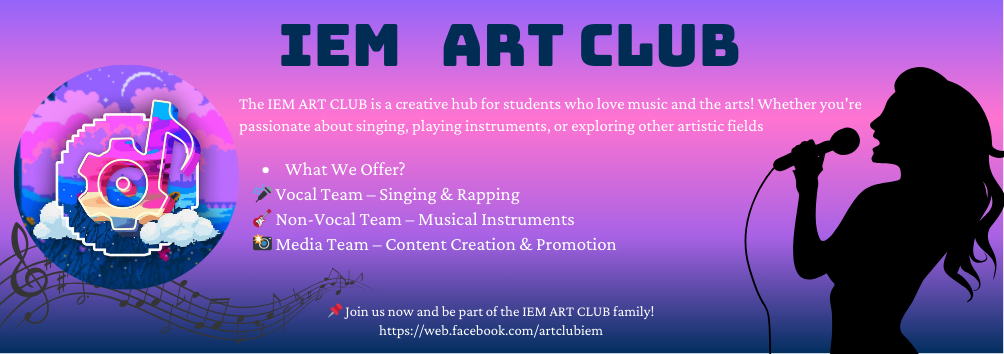 IEM ART CLUB
The IEM ART CLUB is a creative hub for students who love music and the arts! Whether you're
passionate about singing, playing instruments, or exploring other artistic fields
• What We Offer?
🎤 Vocal Team – Singing & Rapping
🎸 Non-Vocal Team – Musical Instruments
📸 Media Team – Content Creation & Promotion
📌 Join us now and be part of the IEM ART CLUB family!
https://web.facebook.com/artclubiem